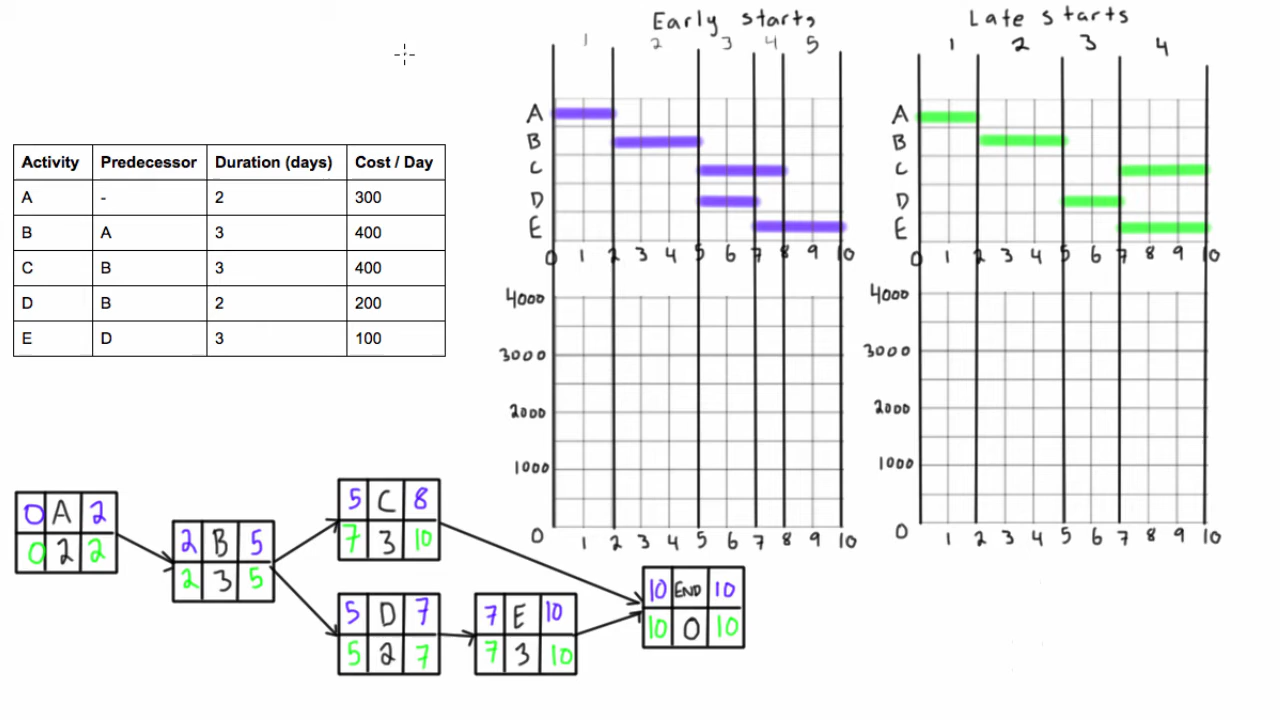 Early starts
1 2 3 4 5
A
B
C
D
E
0 1 2 3 4 5 6 7 8 9 10
4000
3000
2000
1000
0
1 2 3 4 5 6 7 8 9 10
Late starts
1 2 3 4
A
B
C
D
E
0 1 2 3 4 5 6 7 8 9 10
4000
3000
2000
1000
0
1 2 3 4 5 6 7 8 9 10
Activity Predecessor Duration (days) Cost / Day
A - 2 300
B A 3 400
C B 3 400
D B 2 200
E D 3 100
0 A 2
0 2 2
2 B 5
2 3 5
5 C 8
7 3 10
5 D 7
5 2 7
7 E 10
7 3 10
10 END 10
10 0 10